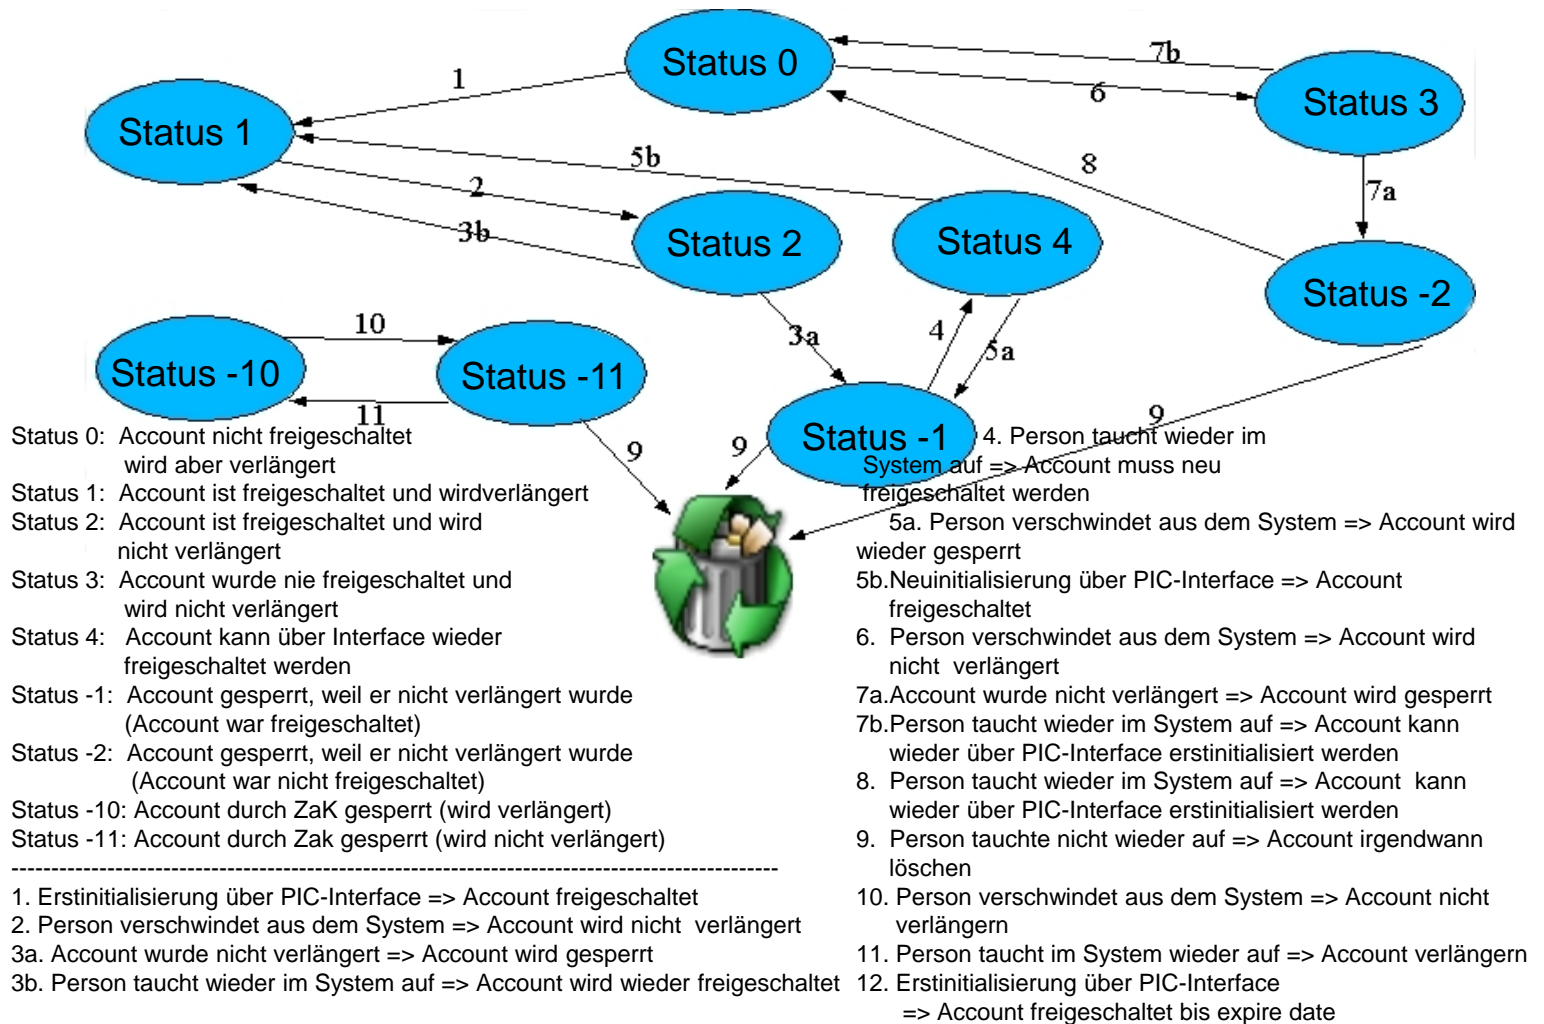 Status 0
7b
6
Status 3
1
Status 1
5b
8
7a
2
3b
Status 2
Status 4
Status -2
10
3a
4
5a
Status -10
Status -11
11
9
9
Status -1
9
Status 0:  Account nicht freigeschaltet
wird aber verlängert
Status 1:  Account ist freigeschaltet und wirdverlängert
Status 2:  Account ist freigeschaltet und wird
nicht verlängert
Status 3:  Account wurde nie freigeschaltet und
wird nicht verlängert
Status 4:   Account kann über Interface wieder
freigeschaltet werden
Status -1:  Account gesperrt, weil er nicht verlängert wurde
(Account war freigeschaltet)
Status -2:  Account gesperrt, weil er nicht verlängert wurde
(Account war nicht freigeschaltet)
Status -10: Account durch ZaK gesperrt (wird verlängert)
Status -11: Account durch Zak gesperrt (wird nicht verlängert)
------------------------------------------------------------------------------------------------
1. Erstinitialisierung über PIC-Interface => Account freigeschaltet
2. Person verschwindet aus dem System => Account wird nicht  verlängert
3a. Account wurde nicht verlängert => Account wird gesperrt
3b. Person taucht wieder im System auf => Account wird wieder freigeschaltet
4. Person taucht wieder im
System auf => Account muss neu
freigeschaltet werden
5a. Person verschwindet aus dem System => Account wird
wieder gesperrt
5b.Neuinitialisierung über PIC-Interface => Account
freigeschaltet
6.  Person verschwindet aus dem System => Account wird
nicht  verlängert
7a.Account wurde nicht verlängert => Account wird gesperrt
7b.Person taucht wieder im System auf => Account kann
wieder über PIC-Interface erstinitialisiert werden
8.  Person taucht wieder im System auf => Account  kann
wieder über PIC-Interface erstinitialisiert werden
9.  Person tauchte nicht wieder auf => Account irgendwann
löschen
10. Person verschwindet aus dem System => Account nicht
verlängern
11. Person taucht im System wieder auf => Account verlängern
12. Erstinitialisierung über PIC-Interface
=> Account freigeschaltet bis expire date